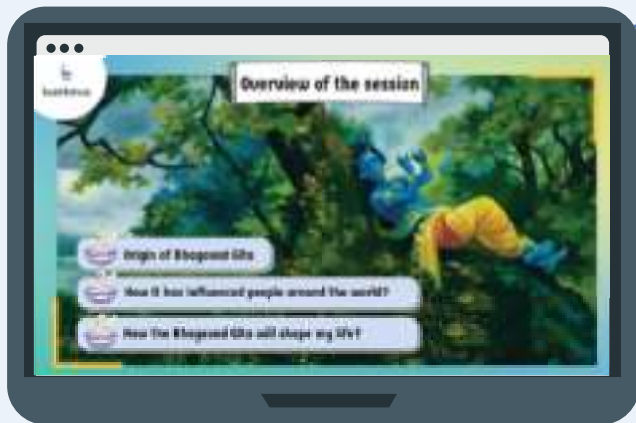 Overview of the session
Origin of Bhagavad Gita
How it has influenced people around the world?
How the Bhagavad Gita will shape my life?